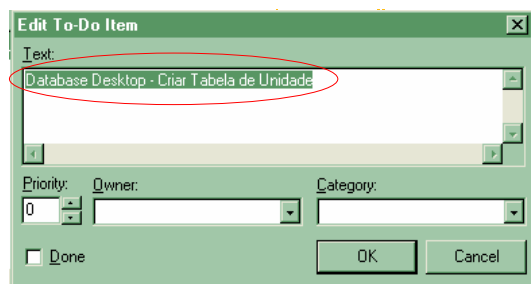 Edit To-Do Item
Text:
Database Desktop - Criar Tabela de Unidade
Priority: Owner: Category:
0
Done OK Cancel